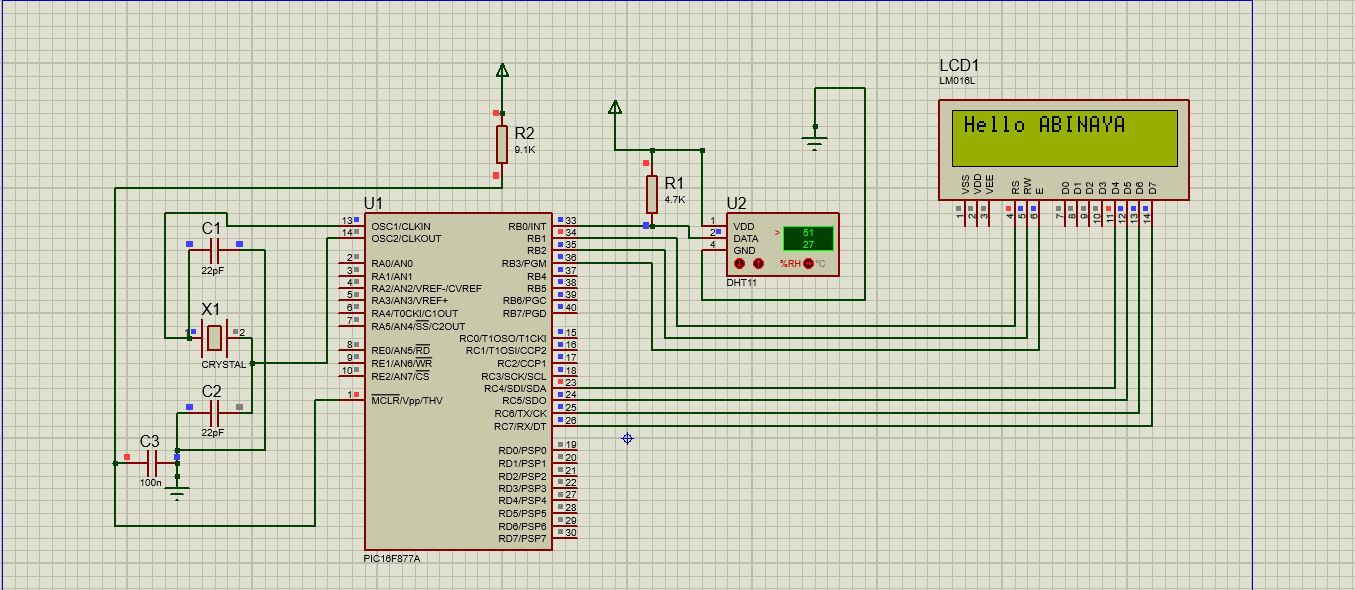 LCD1
LM016L
Hello ABINAYA
VSS VDD VEE RS RW E D0 D1 D2 D3 D4 D5 D6 D7
1 2 3 4 5 6 7 8 9 10 11 12 13 14
R2
9.1K
R1
4.7K
U2
1 VDD
2 DATA
4 GND
>
51
27
%RH °C
DHT11
C1
22pF
X1
1 2
CRYSTAL
C2
22pF
C3
100n
U1
13 OSC1/CLKIN
14 OSC2/CLKOUT
2 RA0/AN0
3 RA1/AN1
4 RA2/AN2/VREF-/CVREF
5 RA3/AN3/VREF+
6 RA4/T0CKI/C1OUT
7 RA5/AN4/SS/C2OUT
8 RE0/AN5/RD
9 RE1/AN6/WR
10 RE2/AN7/CS
1 MCLR/Vpp/THV
RB0/INT 33
RB1 34
RB2 35
RB3/PGM 36
RB4 37
RB5 38
RB6/PGC 39
RB7/PGD 40
RC0/T1OSO/T1CKI 15
RC1/T1OSI/CCP2 16
RC2/CCP1 17
RC3/SCK/SCL 18
RC4/SDI/SDA 23
RC5/SDO 24
RC6/TX/CK 25
RC7/RX/DT 26
RD0/PSP0 19
RD1/PSP1 20
RD2/PSP2 21
RD3/PSP3 22
RD4/PSP4 27
RD5/PSP5 28
RD6/PSP6 29
RD7/PSP7 30
PIC16F877A